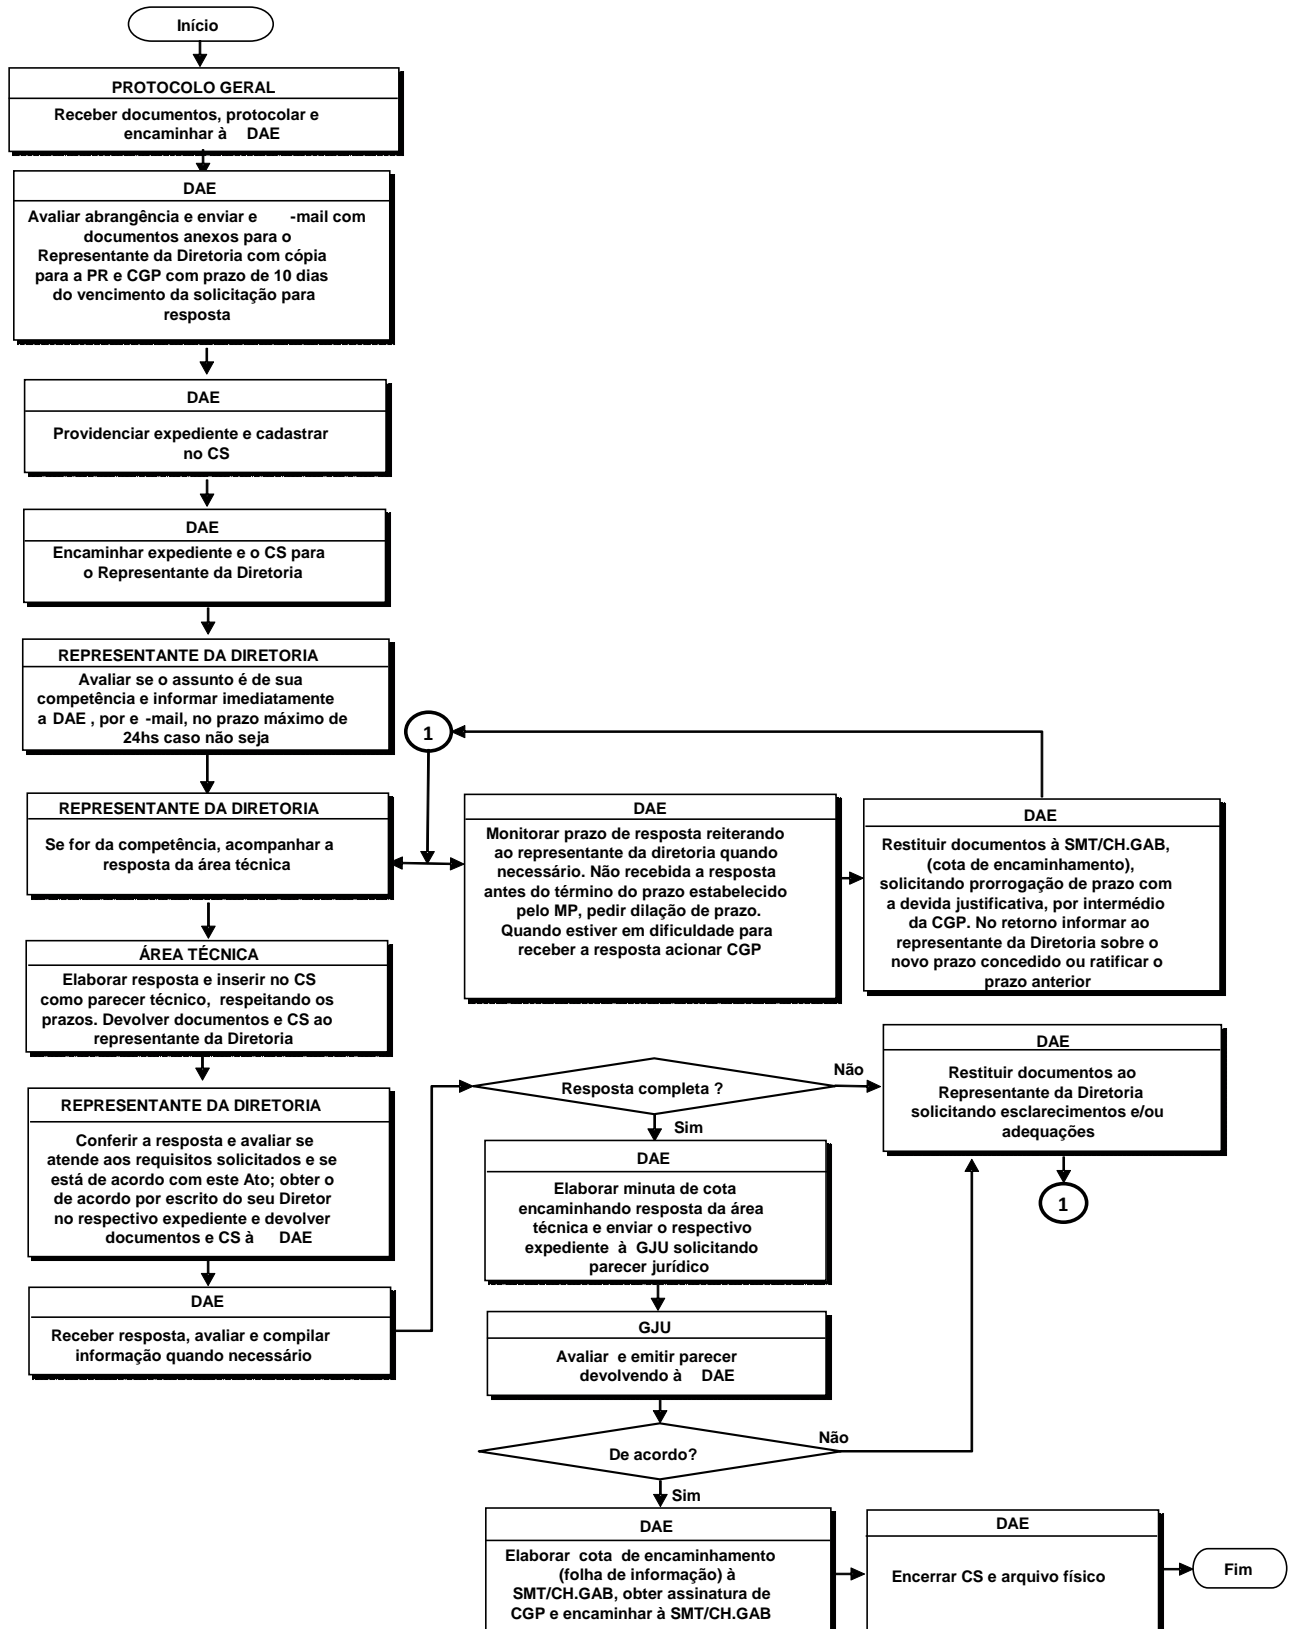 Início
PROTOCOLO GERAL
Receber documentos, protocolar e
encaminhar à DAE
DAE
Avaliar abrangência e enviar e -mail com
documentos anexos para o
Representante da Diretoria com cópia
para a PR e CGP com prazo de 10 dias
do vencimento da solicitação para
resposta
DAE
Providenciar expediente e cadastrar
no CS
DAE
Encaminhar expediente e o CS para
o Representante da Diretoria
REPRESENTANTE DA DIRETORIA
Avaliar se o assunto é de sua
competência e informar imediatamente
a DAE , por e -mail, no prazo máximo de
24hs caso não seja
1
REPRESENTANTE DA DIRETORIA
Se for da competência, acompanhar a
resposta da área técnica
DAE
Monitorar prazo de resposta reiterando
ao representante da diretoria quando
necessário. Não recebida a resposta
antes do término do prazo estabelecido
pelo MP, pedir dilação de prazo.
Quando estiver em dificuldade para
receber a resposta acionar CGP
DAE
Restituir documentos à SMT/CH.GAB,
(cota de encaminhamento),
solicitando prorrogação de prazo com
a devida justificativa, por intermédio
da CGP. No retorno informar ao
representante da Diretoria sobre o
novo prazo concedido ou ratificar o
prazo anterior
ÁREA TÉCNICA
Elaborar resposta e inserir no CS
como parecer técnico, respeitando os
prazos. Devolver documentos e CS ao
representante da Diretoria
REPRESENTANTE DA DIRETORIA
Conferir a resposta e avaliar se
atende aos requisitos solicitados e se
está de acordo com este Ato; obter o
de acordo por escrito do seu Diretor
no respectivo expediente e devolver
documentos e CS à DAE
DAE
Receber resposta, avaliar e compilar
informação quando necessário
Resposta completa ?
Não
Sim
DAE
Restituir documentos ao
Representante da Diretoria
solicitando esclarecimentos e/ou
adequações
1
DAE
Elaborar minuta de cota
encaminhando resposta da área
técnica e enviar o respectivo
expediente à GJU solicitando
parecer jurídico
GJU
Avaliar e emitir parecer
devolvendo à DAE
De acordo?
Não
Sim
DAE
Elaborar cota de encaminhamento
(folha de informação) à
SMT/CH.GAB, obter assinatura de
CGP e encaminhar à SMT/CH.GAB
DAE
Encerrar CS e arquivo físico
Fim